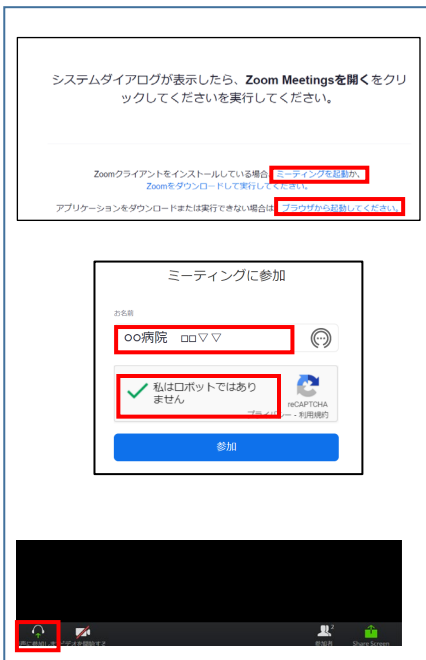 システムダイアログが表示したら、Zoom Meetingsを開くをクリ
ックしてくださいを実行してください。
Zoomクライアントをインストールしている場合、ミーティングを起動か、
Zoomをダウンロードして実行してください。
アプリケーションをダウンロードまたは実行できない場合は、ブラウザから起動してください。
ミーティングに参加
お名前
○○病院 □□▽▽
私はロボットではあり
ません
reCAPTCHA
プライバシー - 利用規約
参加
ビデオを開始する
2
参加者
Share Screen